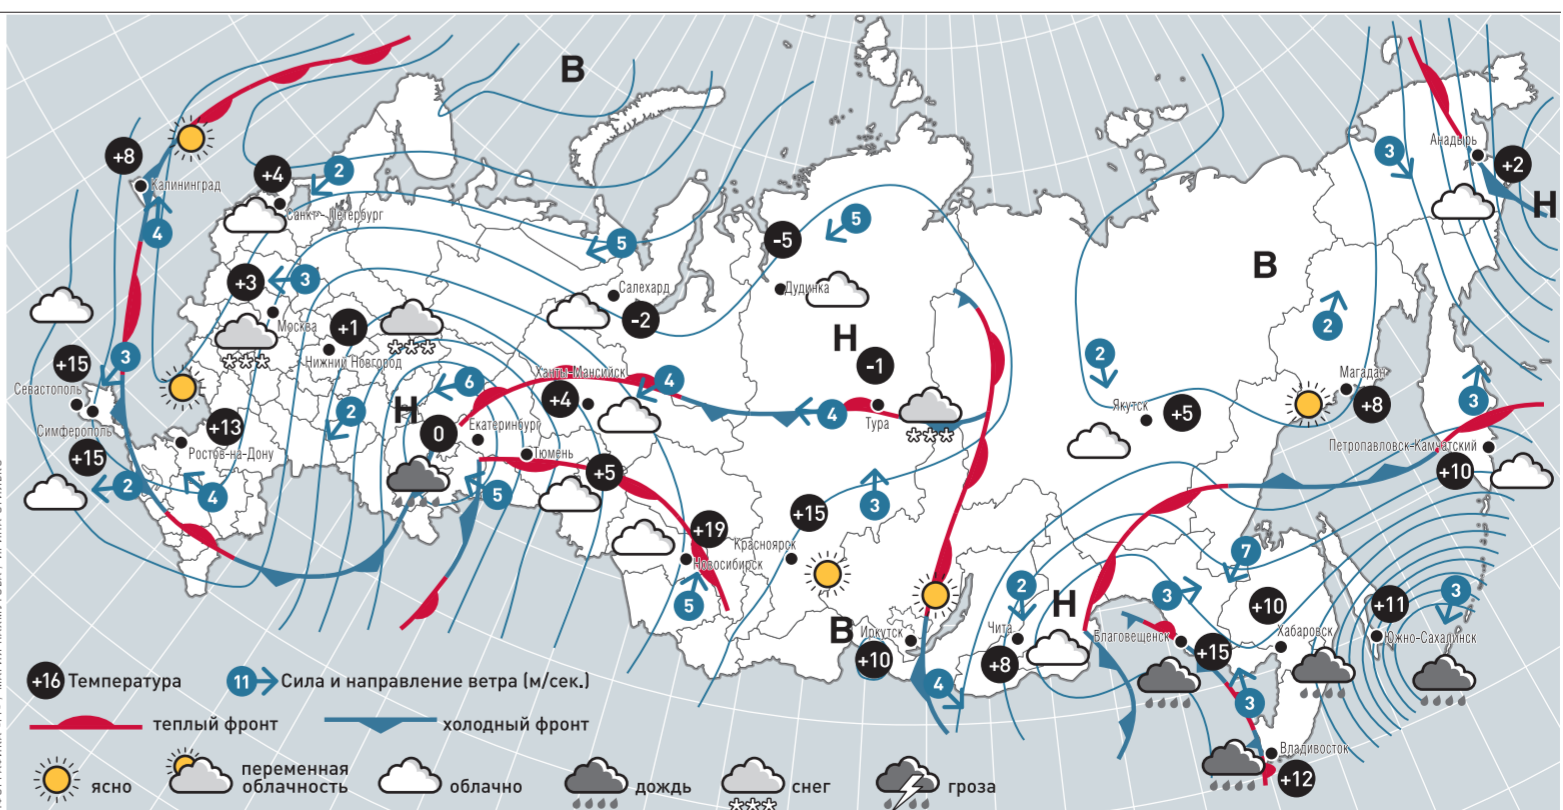 В
+8
Калининград
+4
2
Санкт-Петербург
4
5
-5
5
3
Анадырь
+2
Н
+3
3
Москва
Салехард
-2
Дудинка
В
+1
Нижний Новгород
Н
-1
2
2
+15
3
Севастополь
6
Ханты-Мансийск
4
+4
4
Тура
Магадан
+8
3
Якутск
+5
Н
0
2
Симферополь
+13
Екатеринбург
Ростов-на-Дону
Тюмень
+15
Петропавловск-Камчатский
+10
2
4
5
+5
3
+15
+19
Красноярск
Новосибирск
7
5
2
Н
3
+10
+11
3
В
Иркутск
+10
Чита
+8
Благовещенск
+15
Хабаровск
Южно-Сахалинск
4
3
Владивосток
+12
+16 Температура
11 Сила и направление ветра (м/сек.)
теплый фронт
холодный фронт
ясно
переменная
облачность
облачно
дождь
снег
гроза